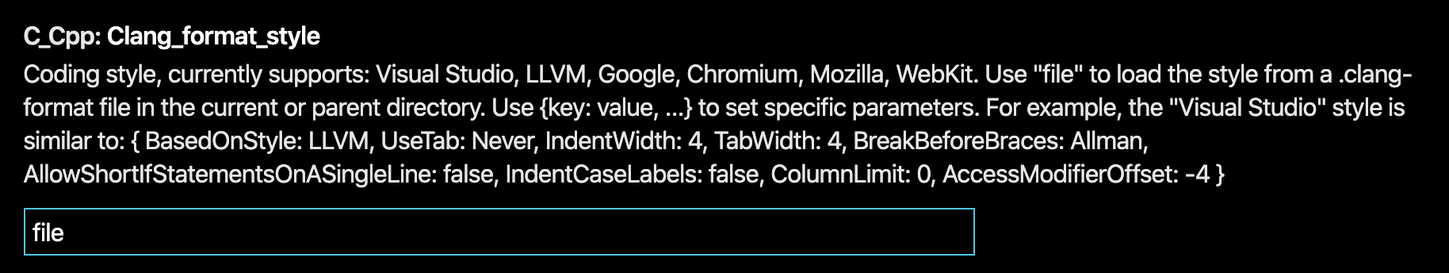 C_Cpp: Clang_format_style
Coding style, currently supports: Visual Studio, LLVM, Google, Chromium, Mozilla, WebKit. Use "file" to load the style from a .clang-
format file in the current or parent directory. Use {key: value, ...} to set specific parameters. For example, the "Visual Studio" style is
similar to: { BasedOnStyle: LLVM, UseTab: Never, IndentWidth: 4, TabWidth: 4, BreakBeforeBraces: Allman,
AllowShortIfStatementsOnASingleLine: false, IndentCaseLabels: false, ColumnLimit: 0, AccessModifierOffset: -4 }
file